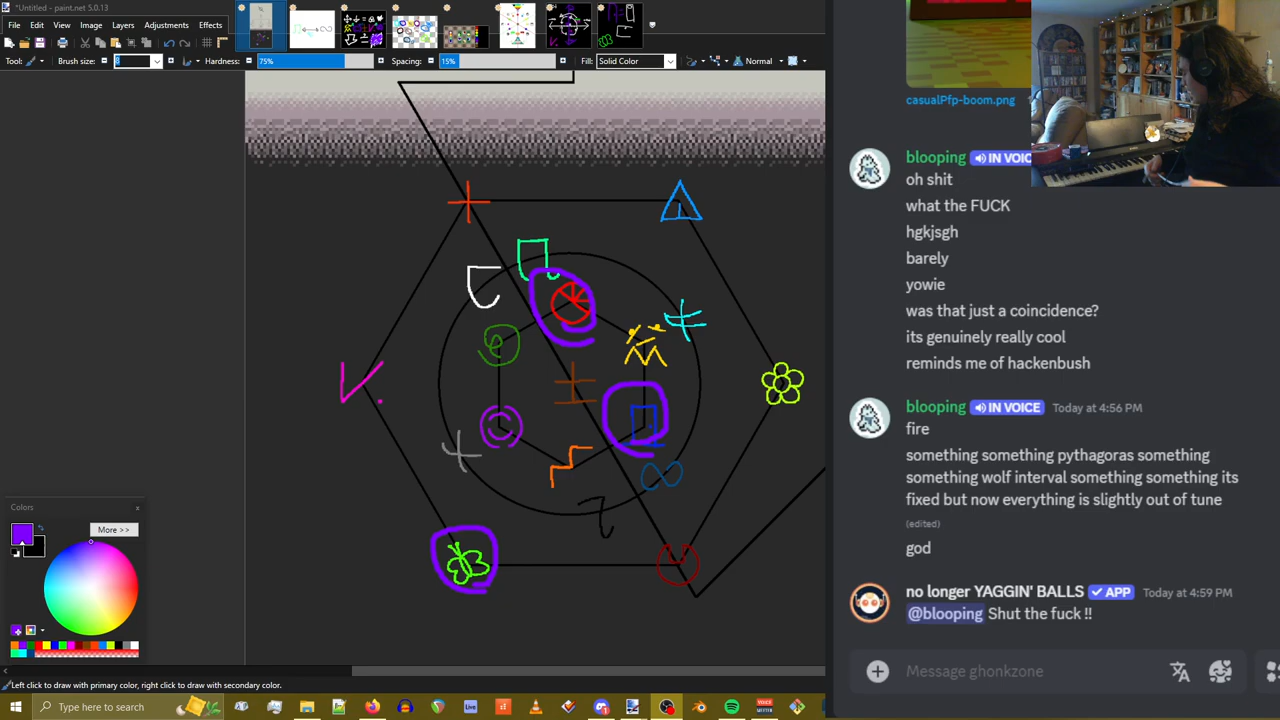 *Untitled - paint.net 5.0.13
File Edit View Image Layers Adjustments Effects
Tool: Brush size: Hardness: 75% Spacing: 15% Fill: Solid Color Normal
casualPfp-boom.png
blooping IN VOICE
oh shit
what the FUCK
hgkjsgh
barely
yowie
was that just a coincidence?
its genuinely really cool
reminds me of hackenbush
blooping IN VOICE Today at 4:56 PM
fire
something something pythagoras something
something wolf interval something something its
fixed but now everything is slightly out of tune
(edited)
god
no longer YAGGIN' BALLS APP Today at 4:59 PM
@blooping Shut the fuck !!
Message ghonkzone
Colors
More >>
Left click to draw with primary color, right click to draw with secondary color.
Type here to search
Live